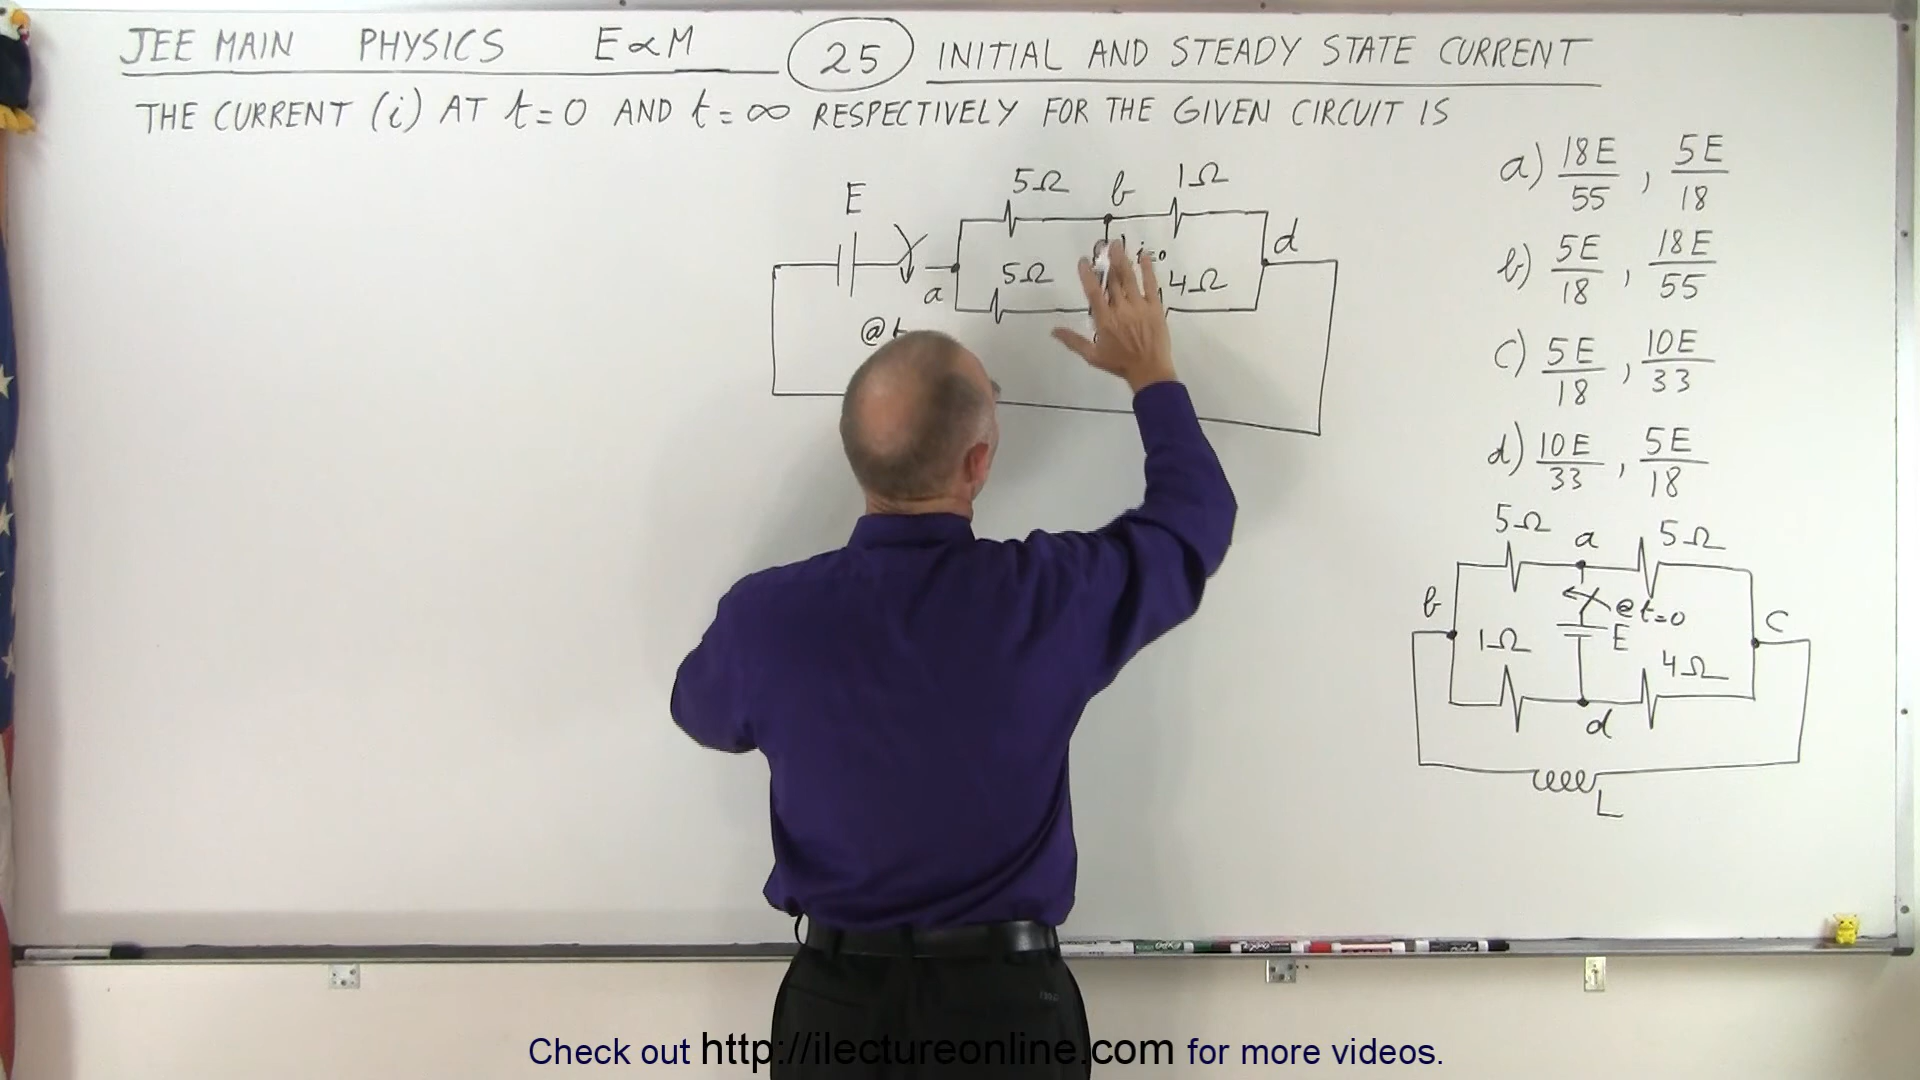 JEE MAIN PHYSICS E∝M 25 INITIAL AND STEADY STATE CURRENT
THE CURRENT (i) AT t=0 AND t=∞ RESPECTIVELY FOR THE GIVEN CIRCUIT IS
a) 18E/55 , 5E/18
b) 5E/18 , 18E/55
c) 5E/18 , 10E/33
d) 10E/33 , 5E/18
E
5Ω b 1Ω
d
i=0
a 5Ω 4Ω
@ t
5Ω a 5Ω
b @t=0 c
E
1Ω 4Ω
d
L
Check out http://ilectureonline.com for more videos.